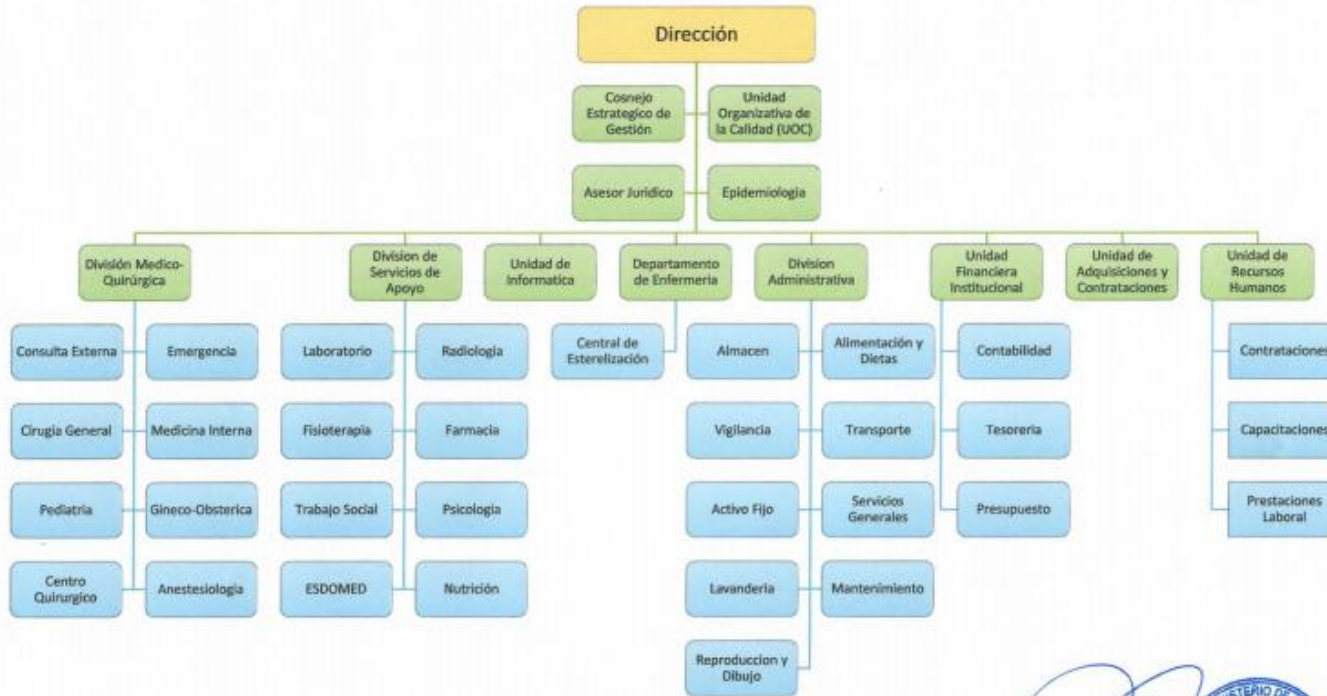 Dirección
Cosnejo
Estrategico de
Gestión
Unidad
Organizativa de
la Calidad (UOC)
Asesor Juridico
Epidemiologia
División Medico-
Quirúrgica
Division de
Servicios de
Apoyo
Unidad de
Informatica
Departamento
de Enfermeria
Division
Administrativa
Unidad
Financiera
Institucional
Unidad de
Adquisiciones y
Contrataciones
Unidad de
Recursos
Humanos
Consulta Externa
Emergencia
Laboratorio
Radiologia
Central de
Esterelización
Almacen
Alimentación y
Dietas
Contabilidad
Contrataciones
Cirugia General
Medicina Interna
Fisioterapia
Farmacia
Vigilancia
Transporte
Tesoreria
Capacitaciones
Pediatria
Gineco-Obsterica
Trabajo Social
Psicologia
Activo Fijo
Servicios
Generales
Presupuesto
Prestaciones
Laboral
Centro
Quirurgico
Anestesiologia
ESDOMED
Nutrición
Lavanderia
Mantenimiento
Reproduccion y
Dibujo